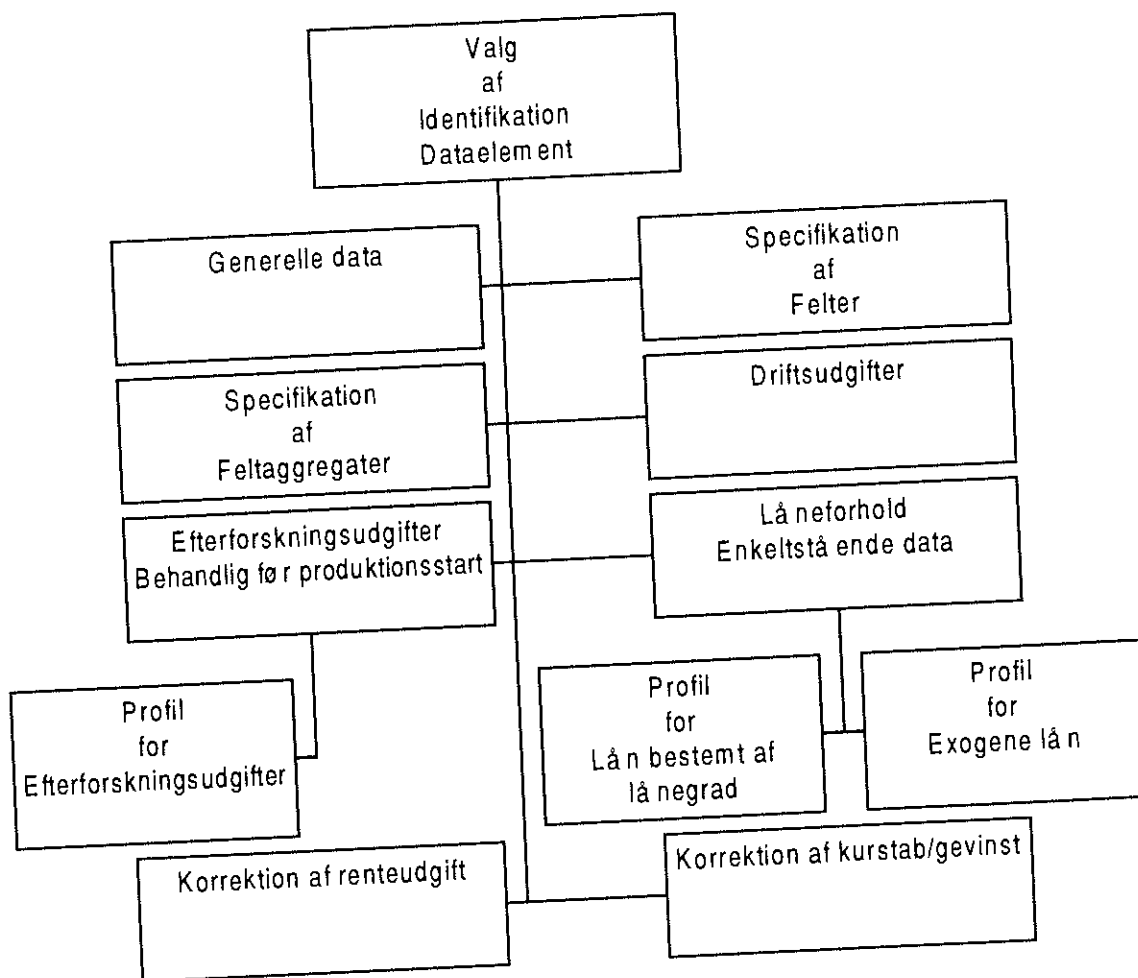 Valg
af
Identifikation
Dataelement
Generelle data
Specifikation
af
Felter
Specifikation
af
Feltaggregater
Driftsudgifter
Efterforskningsudgifter
Behandlig før produktionsstart
Låneforhold
Enkeltstående data
Profil
for
Efterforskningsudgifter
Profil
for
Lån bestemt af
lånegrad
Profil
for
Exogene lån
Korrektion af renteudgift
Korrektion af kurstab/gevinst